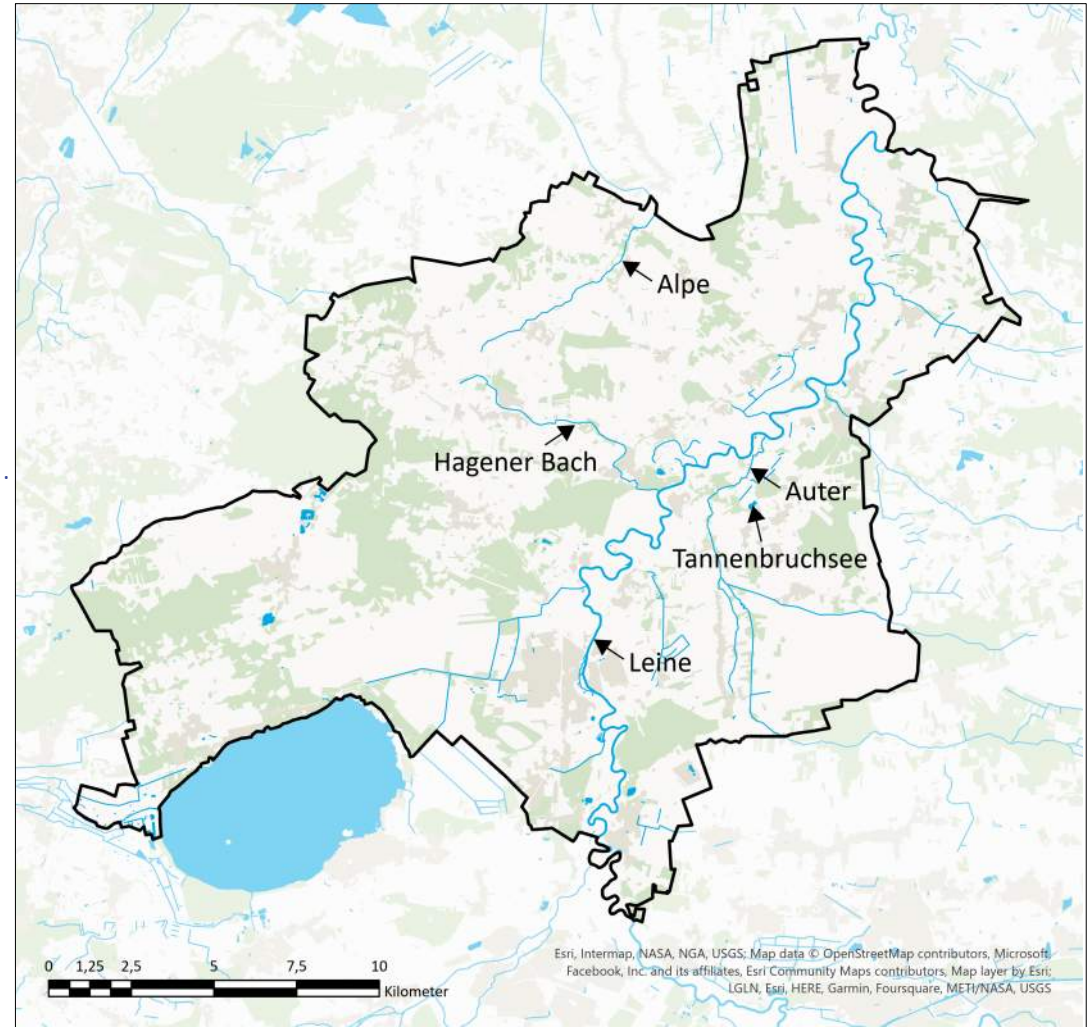 Alpe
Hagener Bach
Auter
Tannenbruchsee
Leine
0 1,25 2,5 5 7,5 10
Kilometer
Esri, Intermap, NASA, NGA, USGS; Map data © OpenStreetMap contributors, Microsoft,
Facebook, Inc. and its affiliates, Esri Community Maps contributors, Map layer by Esri;
LGLN, Esri, HERE, Garmin, Foursquare, METI/NASA, USGS